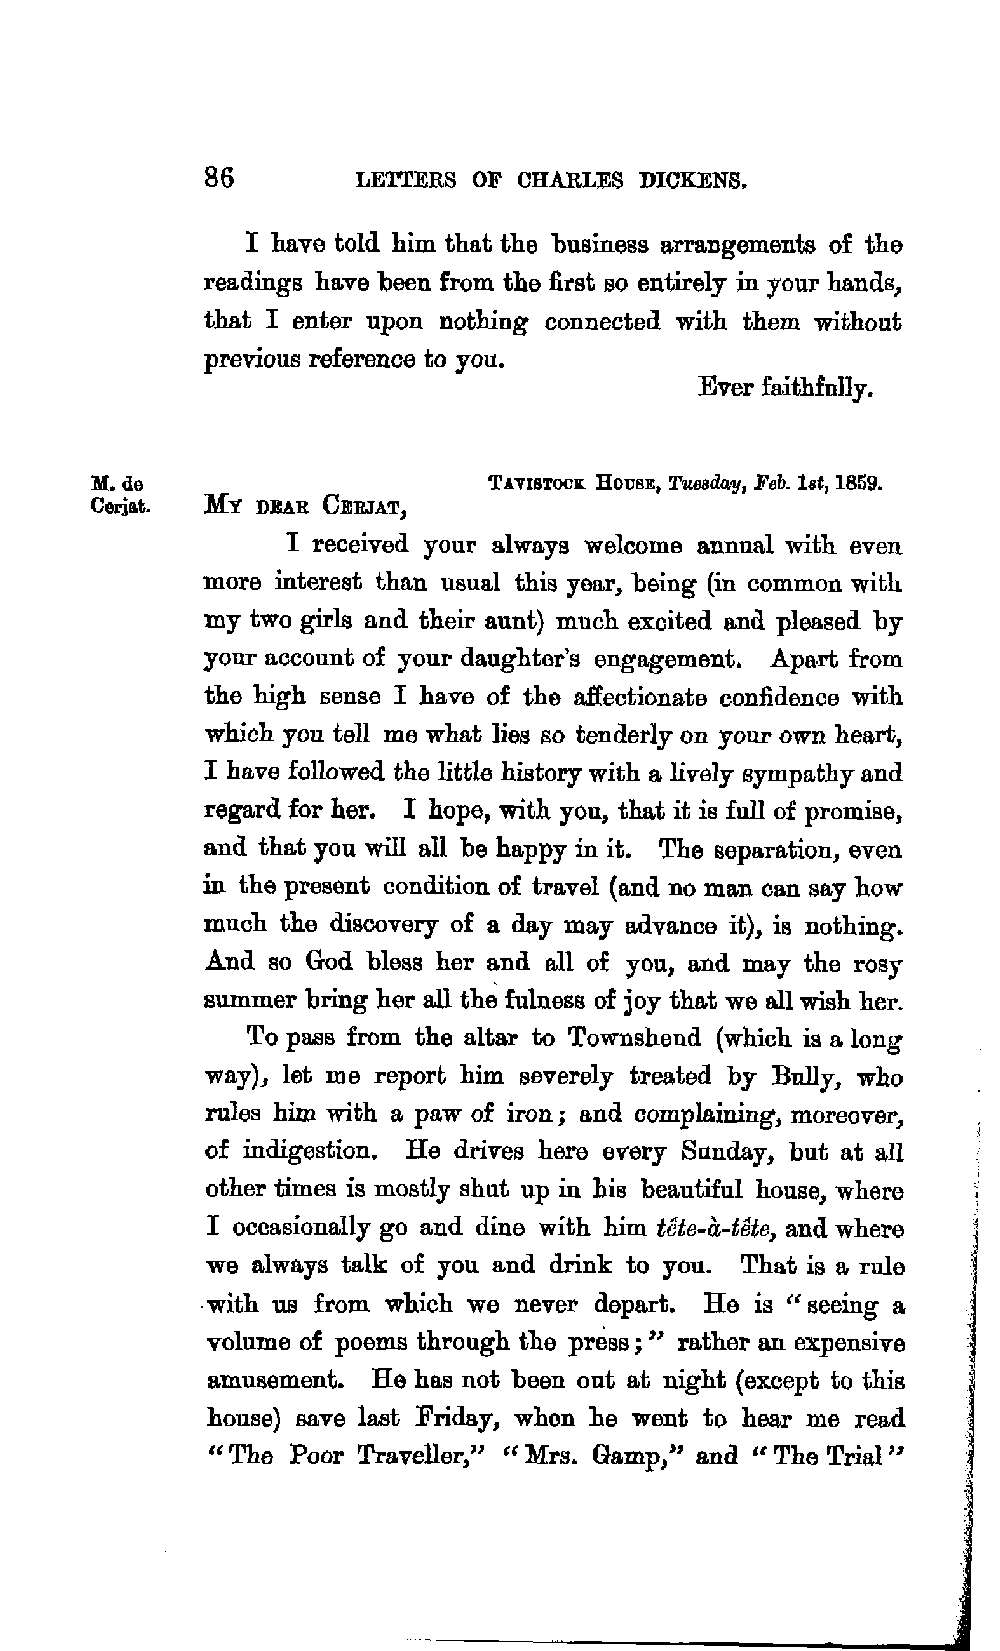 86 LETTERS OF CHARLES DICKENS.
I have told him that the business arrangements of the
readings have been from the first so entirely in your hands,
that I enter upon nothing connected with them without
previous reference to you.
Ever faithfully.
M. de
Cerjat.
TAVISTOCK HOUSE, Tuesday, Feb. 1st, 1859.
MY DEAR CERJAT,
I received your always welcome annual with even
more interest than usual this year, being (in common with
my two girls and their aunt) much excited and pleased by
your account of your daughter's engagement. Apart from
the high sense I have of the affectionate confidence with
which you tell me what lies so tenderly on your own heart,
I have followed the little history with a lively sympathy and
regard for her. I hope, with you, that it is full of promise,
and that you will all be happy in it. The separation, even
in the present condition of travel (and no man can say how
much the discovery of a day may advance it), is nothing.
And so God bless her and all of you, and may the rosy
summer bring her all the fulness of joy that we all wish her.
To pass from the altar to Townshend (which is a long
way), let me report him severely treated by Bully, who
rules him with a paw of iron; and complaining, moreover,
of indigestion. He drives here every Sunday, but at all
other times is mostly shut up in his beautiful house, where
I occasionally go and dine with him tête-à-tête, and where
we always talk of you and drink to you. That is a rule
with us from which we never depart. He is "seeing a
volume of poems through the press;" rather an expensive
amusement. He has not been out at night (except to this
house) save last Friday, when he went to hear me read
"The Poor Traveller," "Mrs. Gamp," and "The Trial"